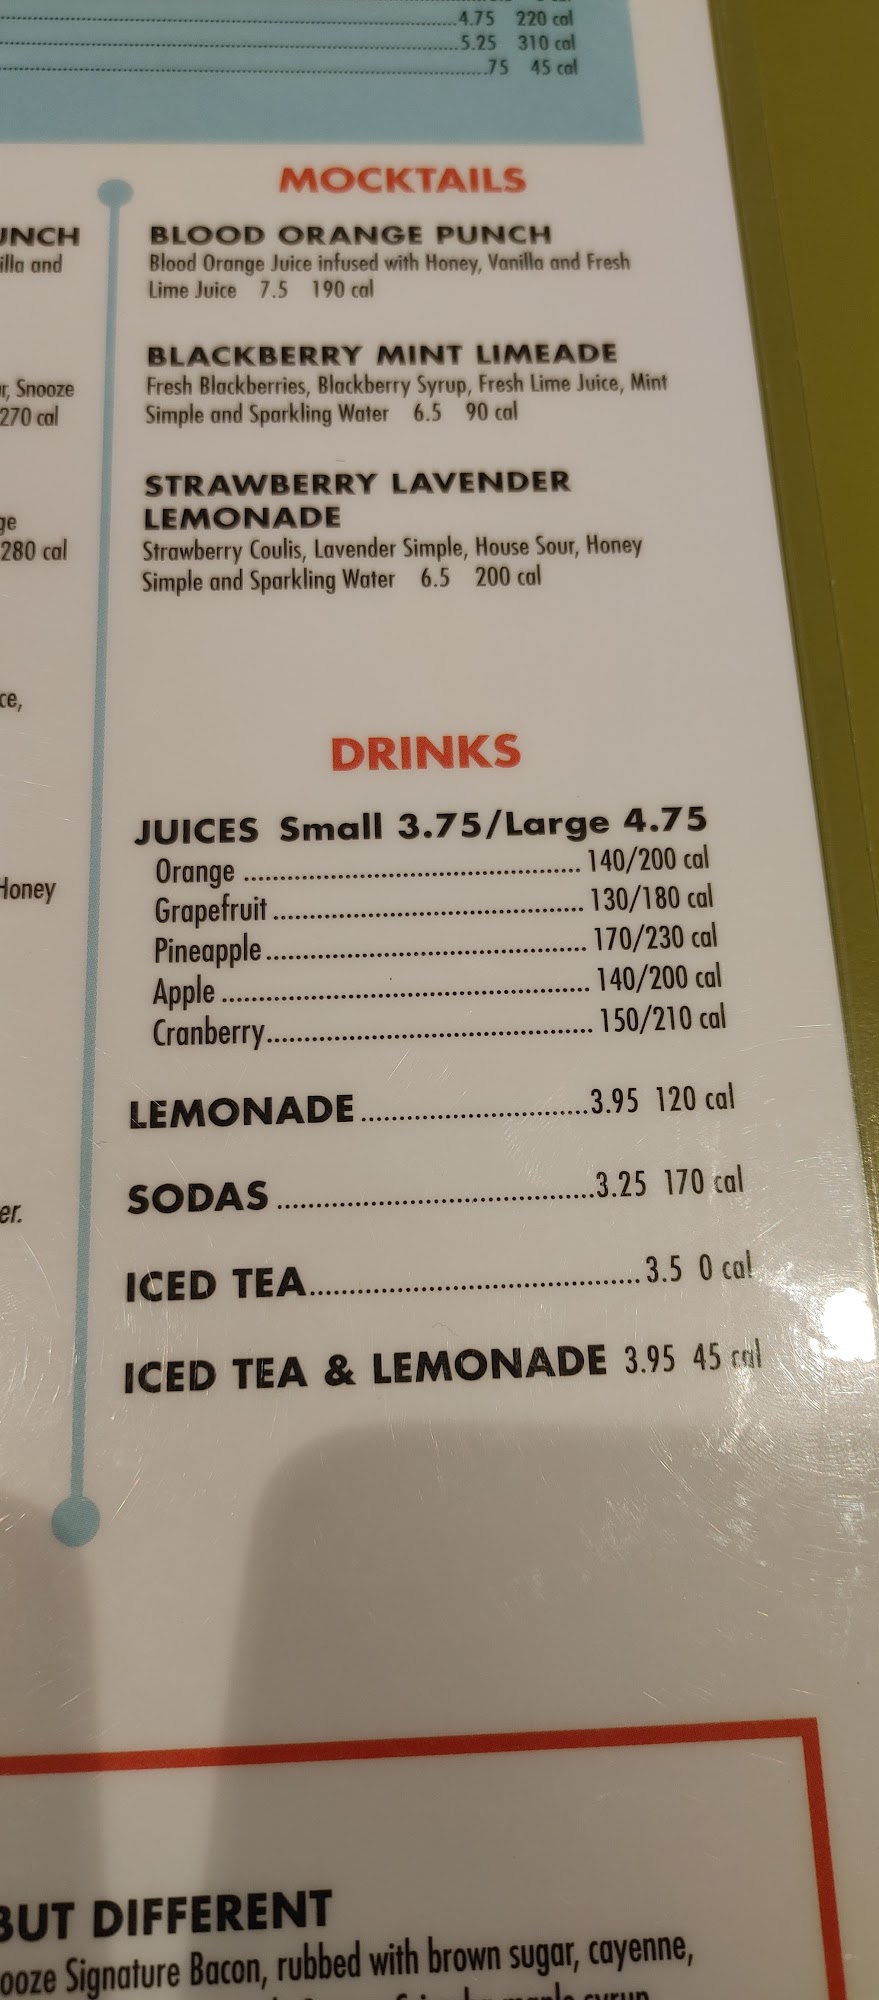 4.75 220 cal
5.25 310 cal
.75 45 cal
MOCKTAILS
UNCH
illa and
r, Snooze
270 cal
ge
280 cal
ce,
Honey
er.
BLOOD ORANGE PUNCH
Blood Orange Juice infused with Honey, Vanilla and Fresh
Lime Juice 7.5 190 cal
BLACKBERRY MINT LIMEADE
Fresh Blackberries, Blackberry Syrup, Fresh Lime Juice, Mint
Simple and Sparkling Water 6.5 90 cal
STRAWBERRY LAVENDER
LEMONADE
Strawberry Coulis, Lavender Simple, House Sour, Honey
Simple and Sparkling Water 6.5 200 cal
DRINKS
JUICES Small 3.75/Large 4.75
Orange 140/200 cal
Grapefruit 130/180 cal
Pineapple 170/230 cal
Apple 140/200 cal
Cranberry 150/210 cal
LEMONADE 3.95 120 cal
SODAS 3.25 170 cal
ICED TEA 3.5 0 cal
ICED TEA & LEMONADE 3.95 45 cal
BUT DIFFERENT
ooze Signature Bacon, rubbed with brown sugar, cayenne,
maple syrup